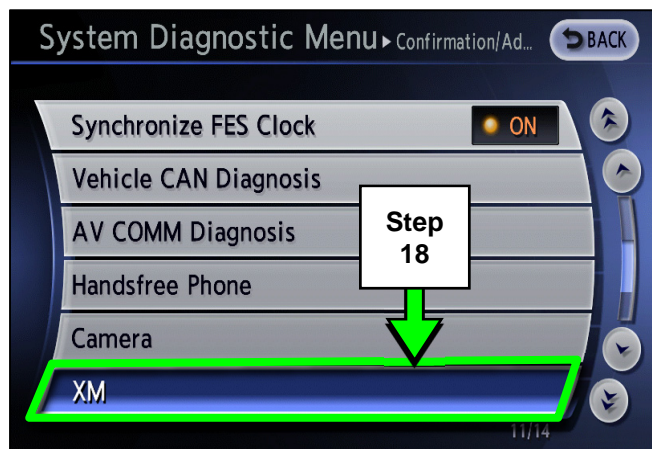 System Diagnostic Menu ▸ Confirmation/Ad... BACK
Synchronize FES Clock ON
Vehicle CAN Diagnosis
AV COMM Diagnosis
Step
18
Handsfree Phone
Camera
XM
11/14